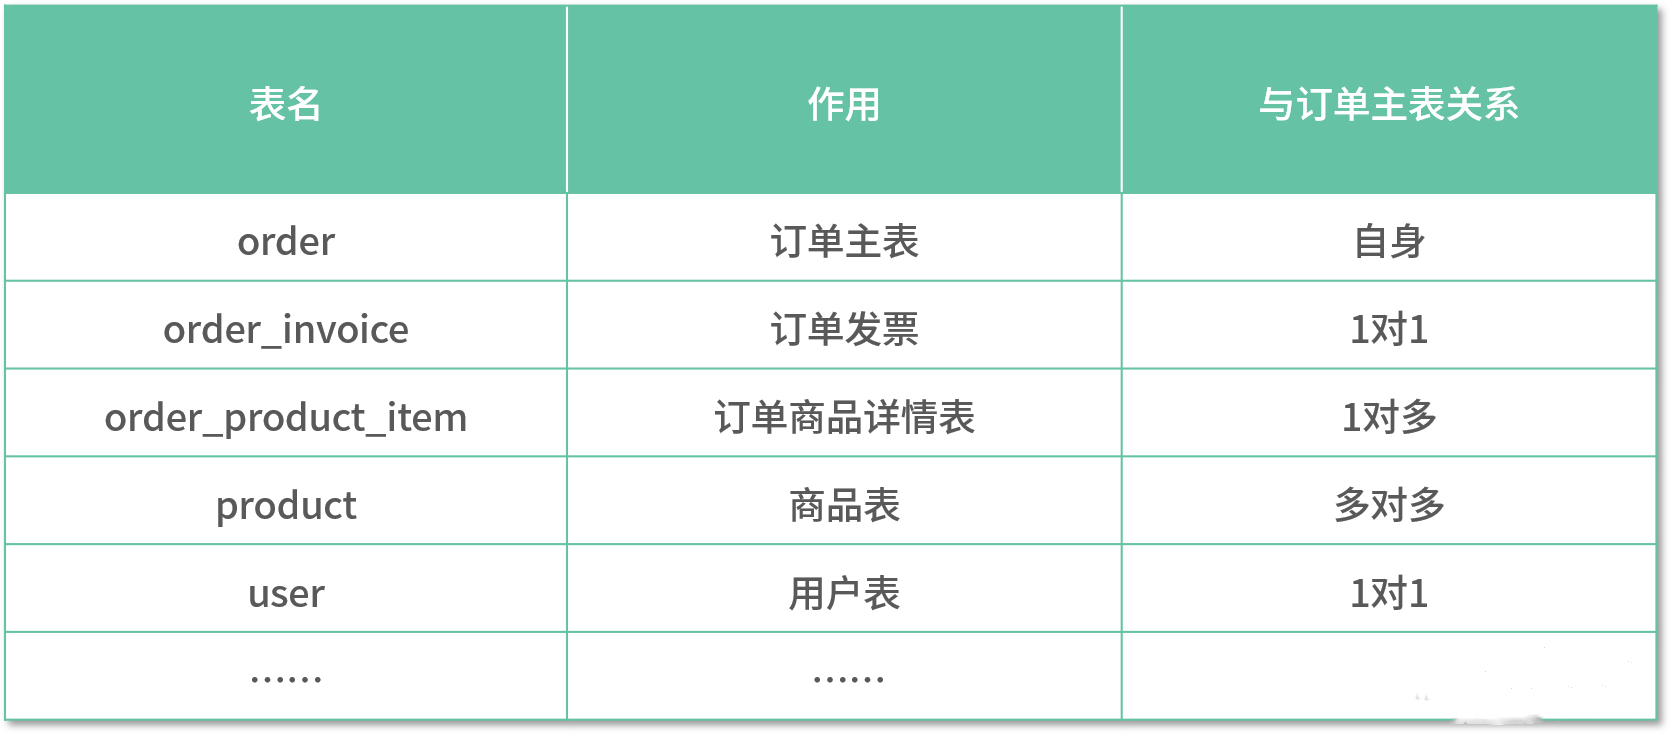 表名 作用 与订单主表关系
order 订单主表 自身
order_invoice 订单发票 1对1
order_product_item 订单商品详情表 1对多
product 商品表 多对多
user 用户表 1对1
…… ……